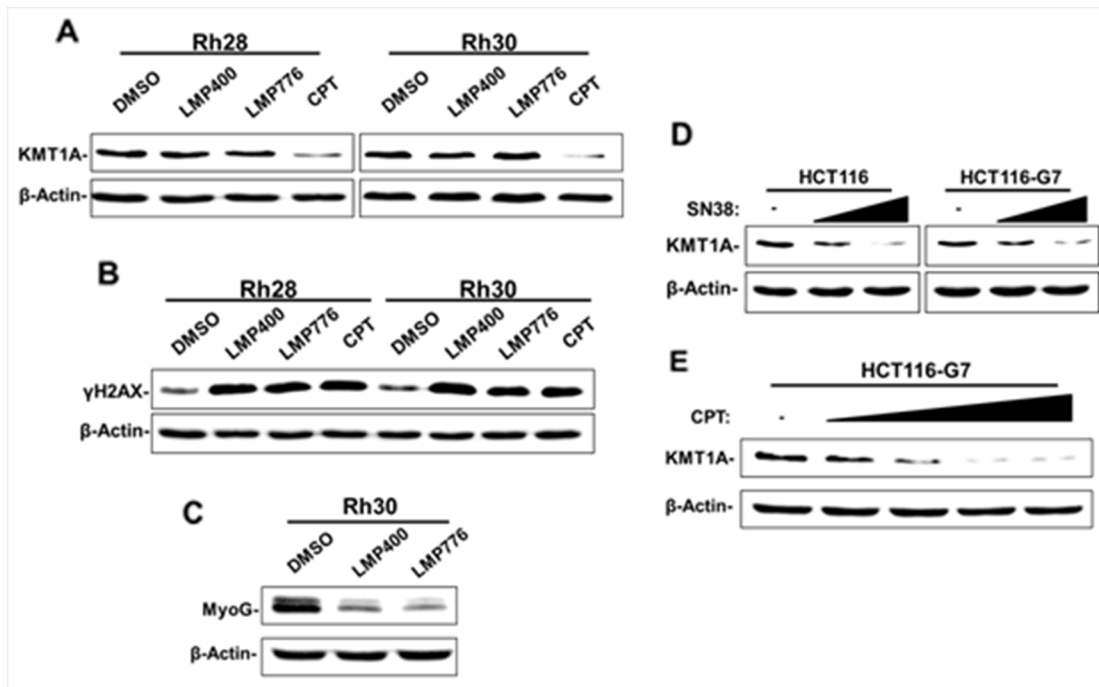 A
Rh28 Rh30
DMSO LMP400 LMP776 CPT DMSO LMP400 LMP776 CPT
KMT1A-
β-Actin-
B
Rh28 Rh30
DMSO LMP400 LMP776 CPT DMSO LMP400 LMP776 CPT
γH2AX-
β-Actin-
C
Rh30
DMSO LMP400 LMP776
MyoG-
β-Actin-
D
HCT116 HCT116-G7
SN38: - -
KMT1A-
β-Actin-
E
HCT116-G7
CPT: -
KMT1A-
β-Actin-